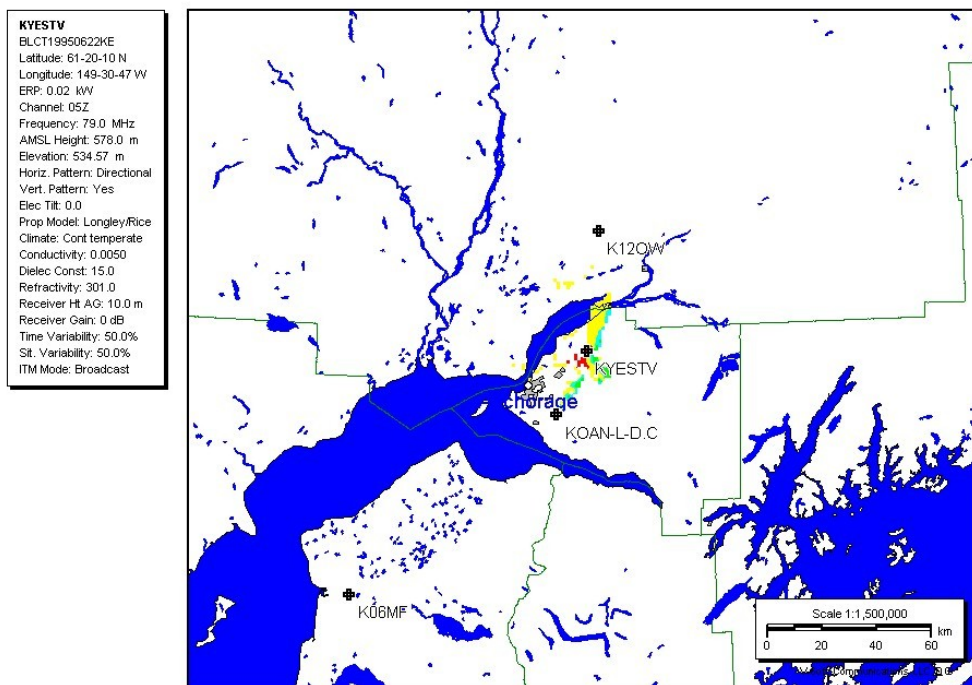 KYESTV
BLCT19950622KE
Latitude: 61-20-10 N
Longitude: 149-30-47 W
ERP: 0.02 kW
Channel: 05Z
Frequency: 79.0 MHz
AMSL Height: 578.0 m
Elevation: 534.57 m
Horiz. Pattern: Directional
Vert. Pattern: Yes
Elec Tilt: 0.0
Prop Model: Longley/Rice
Climate: Cont temperate
Conductivity: 0.0050
Dielec Const: 15.0
Refractivity: 301.0
Receiver Ht AG: 10.0 m
Receiver Gain: 0 dB
Time Variability: 50.0%
Sit. Variability: 50.0%
ITM Mode: Broadcast
K12OW
KYESTV
chorage
KOAN-L-D.C
K06MF
Scale 1:1,500,000
0 20 40 60 km